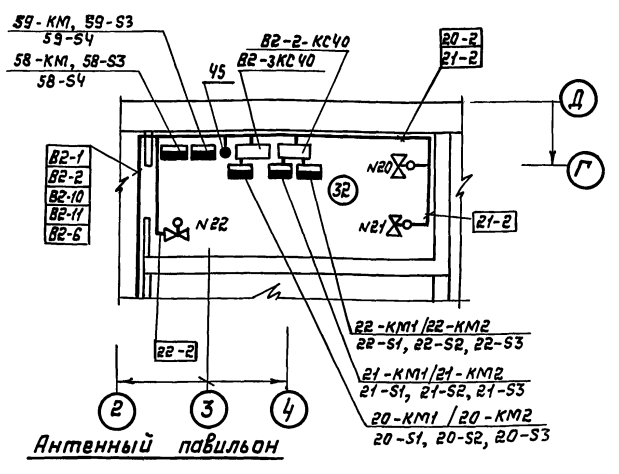 59-КМ, 59-S3
59-S4
58-КМ, 58-S3
58-S4
45
В2-2-КС40
В2-3КС40
20-2
21-2
Д
Г
В2-1
В2-2
В2-10
В2-11
В2-6
N20
32
N22
N21
21-2
22-2
22-КМ1/22-КМ2
22-S1, 22-S2, 22-S3
21-КМ1/21-КМ2
21-S1, 21-S2, 21-S3
20-КМ1/20-КМ2
20-S1, 20-S2, 20-S3
2
3
4
Антенный павильон